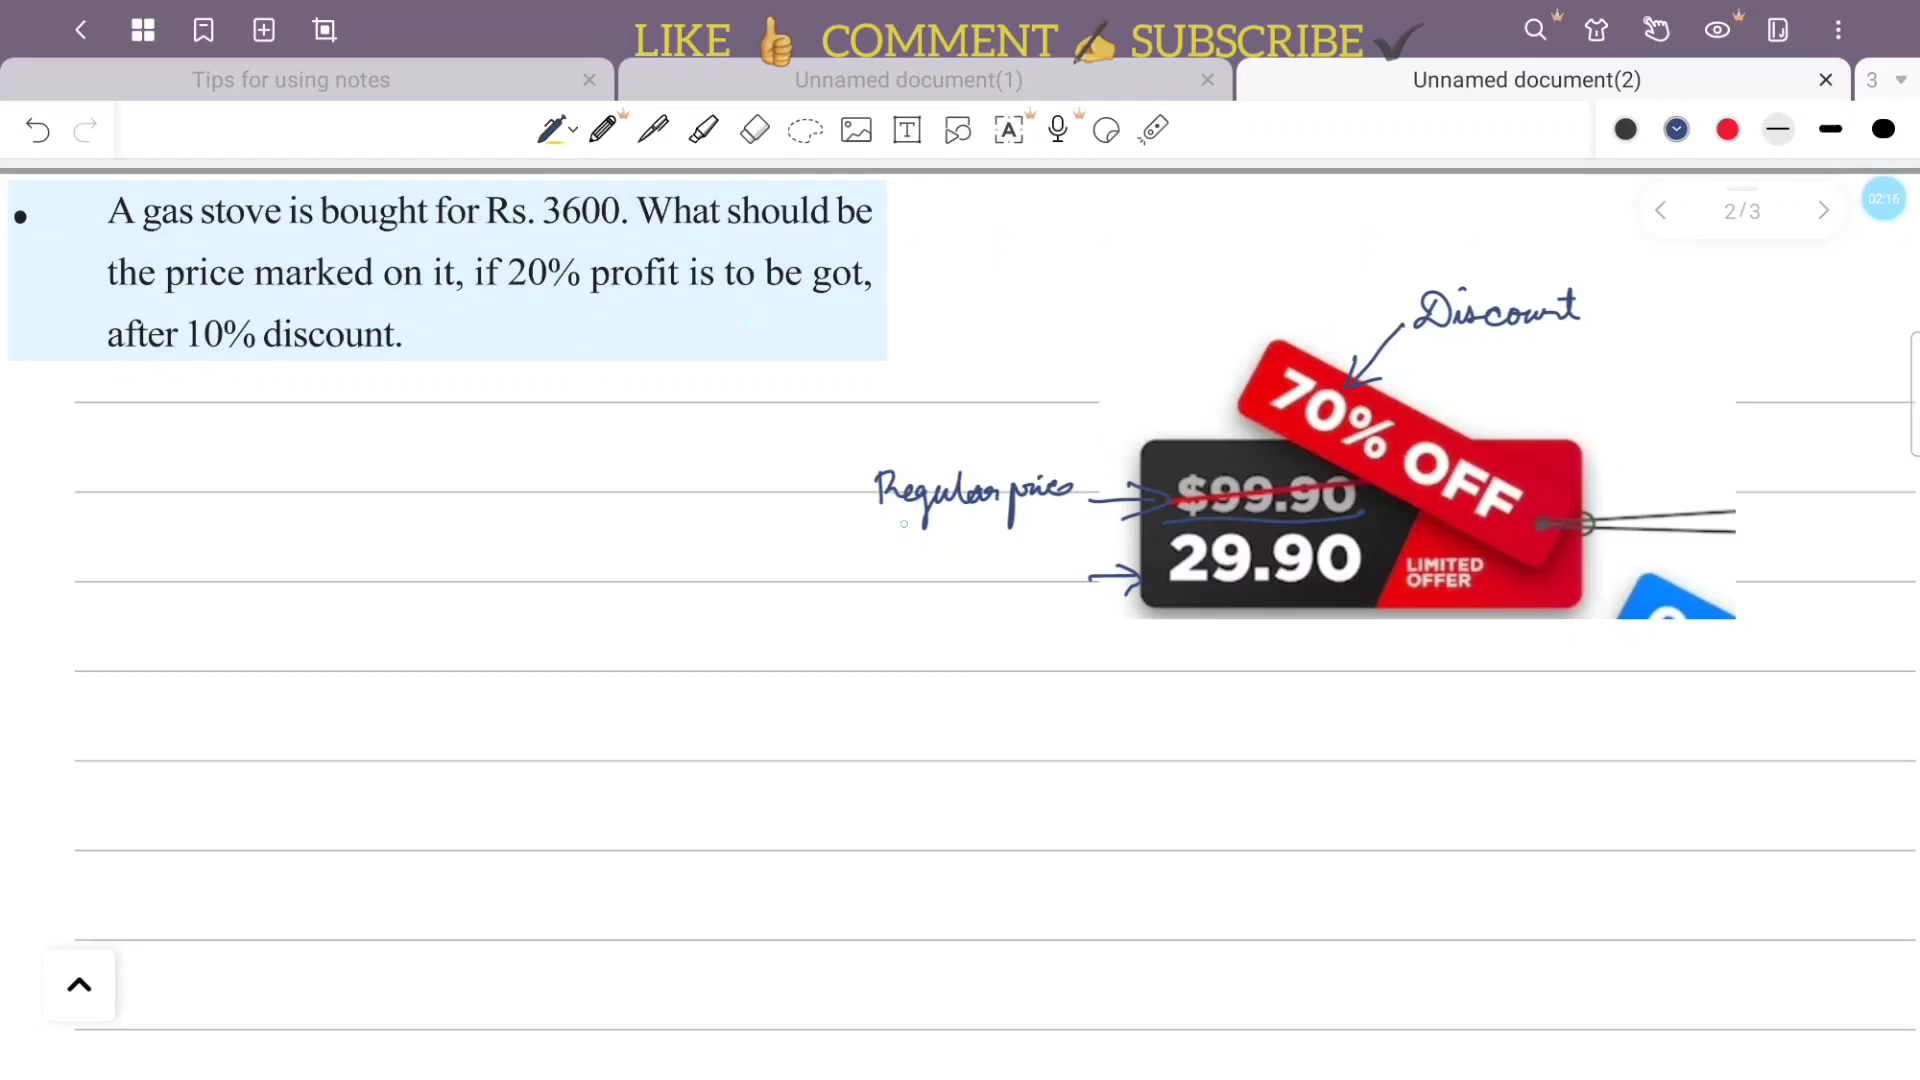 LIKE 👍 COMMENT ✍ SUBSCRIBE ✔
Tips for using notes
Unnamed document(1)
Unnamed document(2)
3
A gas stove is bought for Rs. 3600. What should be
the price marked on it, if 20% profit is to be got,
after 10% discount.
2/3
02:16
Discount
70% OFF
Regular price
$99.90
29.90
LIMITED
OFFER